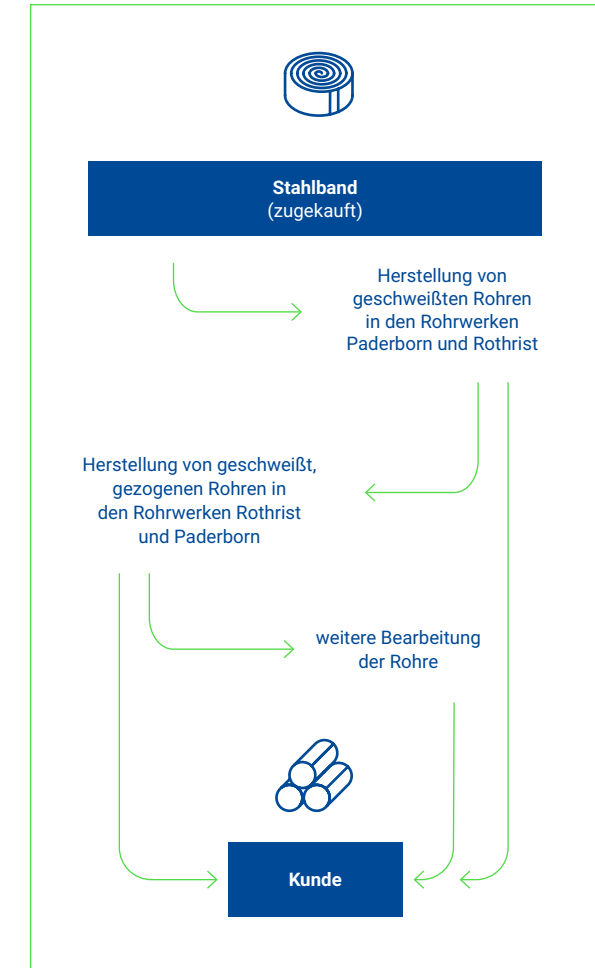 Stahlband
(zugekauft)
Herstellung von
geschweißten Rohren
in den Rohrwerken
Paderborn und Rothrist
Herstellung von geschweißt,
gezogenen Rohren in
den Rohrwerken Rothrist
und Paderborn
weitere Bearbeitung
der Rohre
Kunde